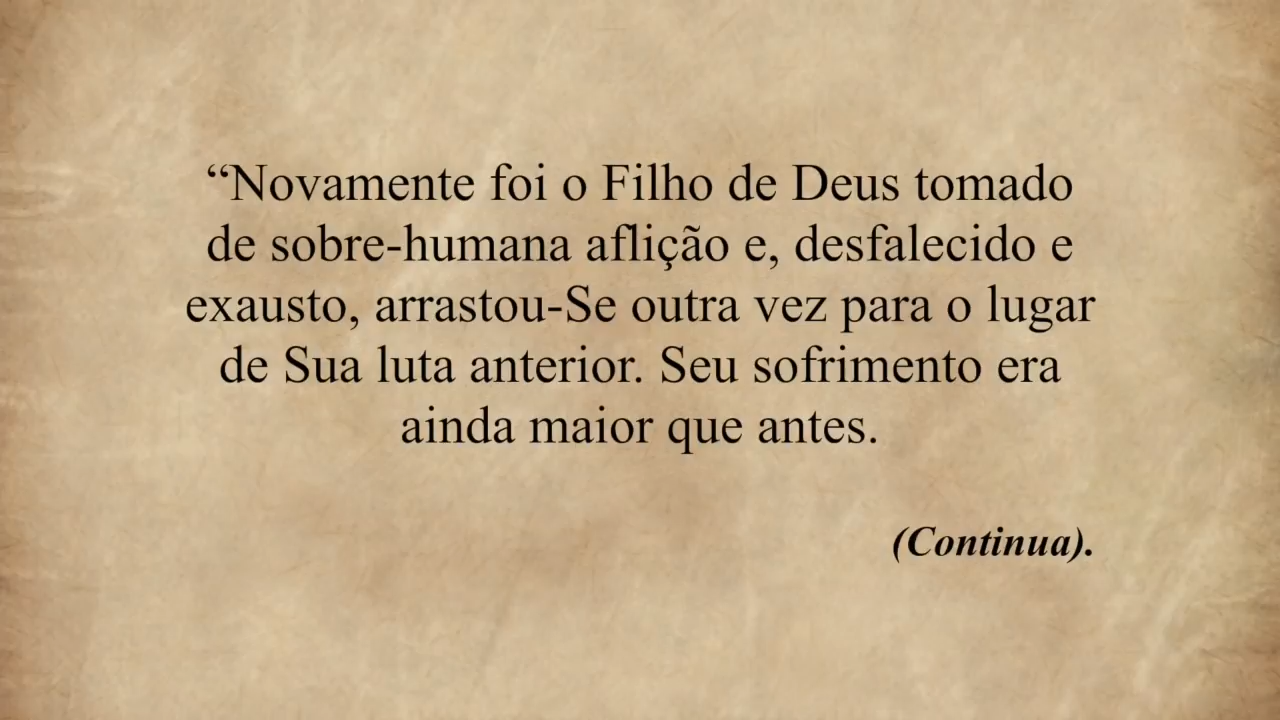 “Novamente foi o Filho de Deus tomado
de sobre-humana aflição e, desfalecido e
exausto, arrastou-Se outra vez para o lugar
de Sua luta anterior. Seu sofrimento era
ainda maior que antes.
(Continua).